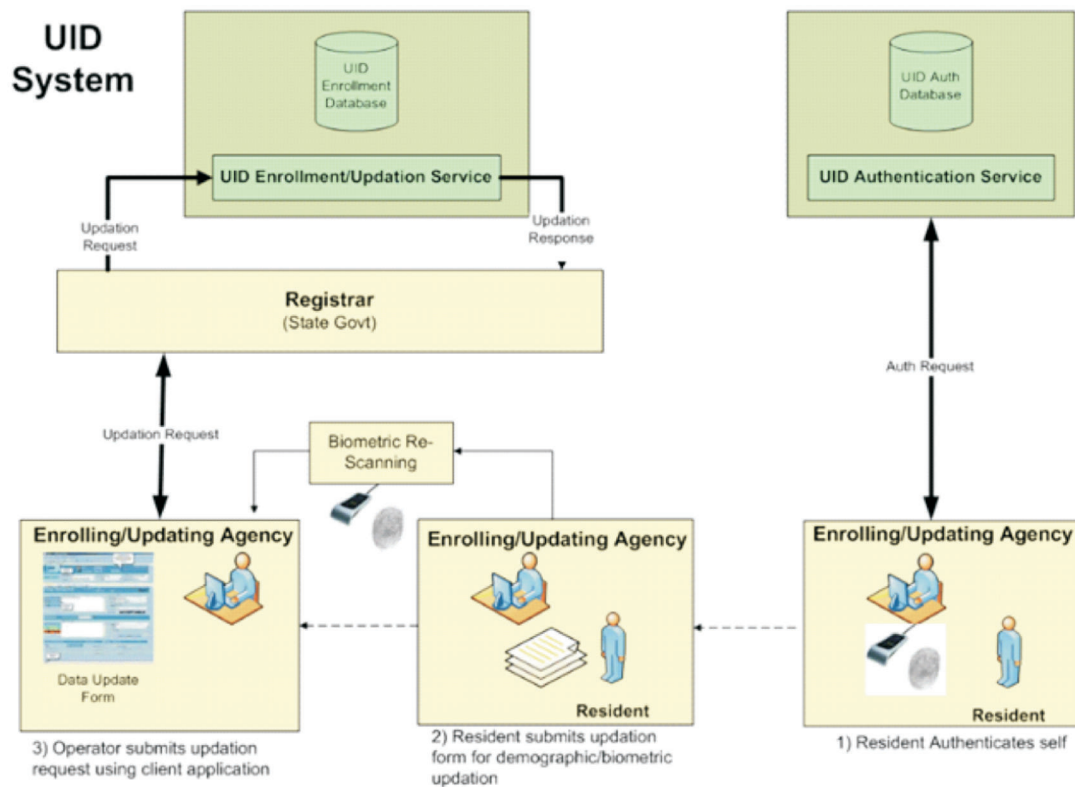 UID
System
UID
Enrollment
Database
UID Enrollment/Updation Service
UID Auth
Database
UID Authentication Service
Updation
Request
Updation
Response
Registrar
(State Govt)
Auth Request
Updation Request
Biometric Re-
Scanning
Enrolling/Updating Agency
Data Update
Form
3) Operator submits updation
request using client application
Enrolling/Updating Agency
Resident
2) Resident submits updation
form for demographic/biometric
updation
Enrolling/Updating Agency
Resident
1) Resident Authenticates self